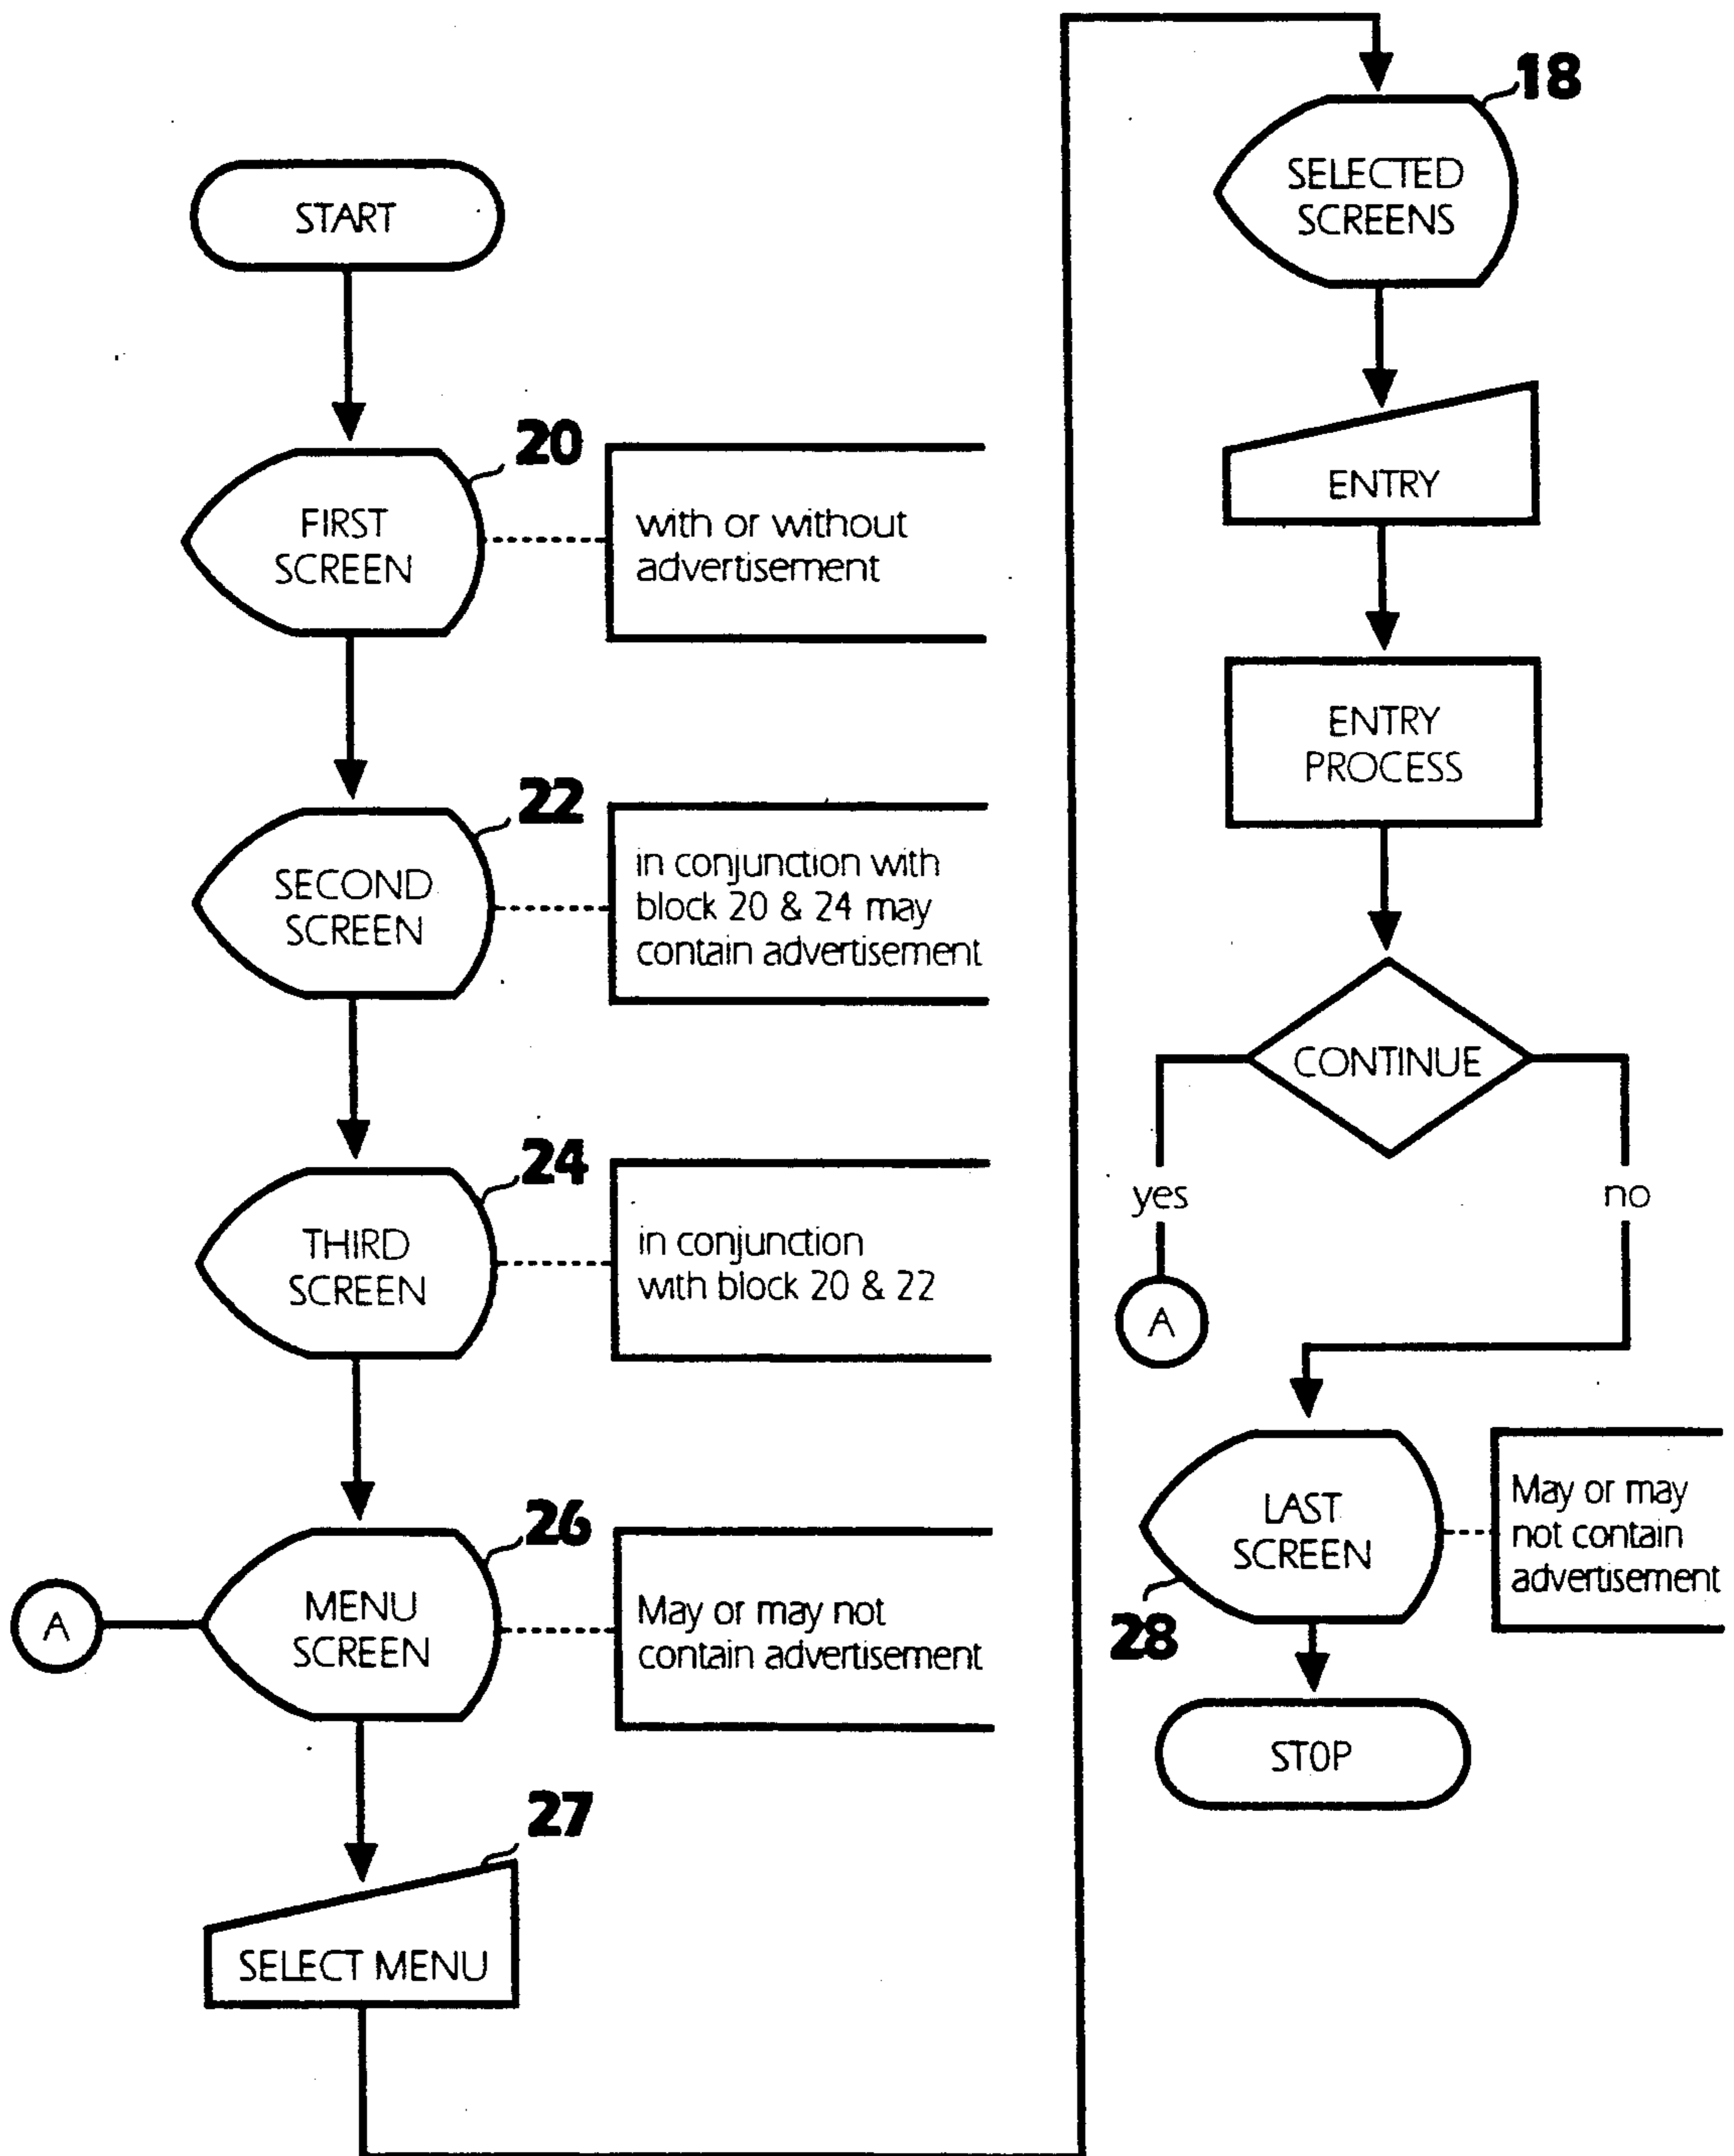 START
20
FIRST
SCREEN
with or without
advertisement
22
SECOND
SCREEN
in conjunction with
block 20 & 24 may
contain advertisement
24
THIRD
SCREEN
in conjunction
with block 20 & 22
26
A
MENU
SCREEN
May or may not
contain advertisement
27
SELECT MENU
18
SELECTED
SCREENS
ENTRY
ENTRY
PROCESS
CONTINUE
yes
no
A
LAST
SCREEN
28
May or may
not contain
advertisement
STOP